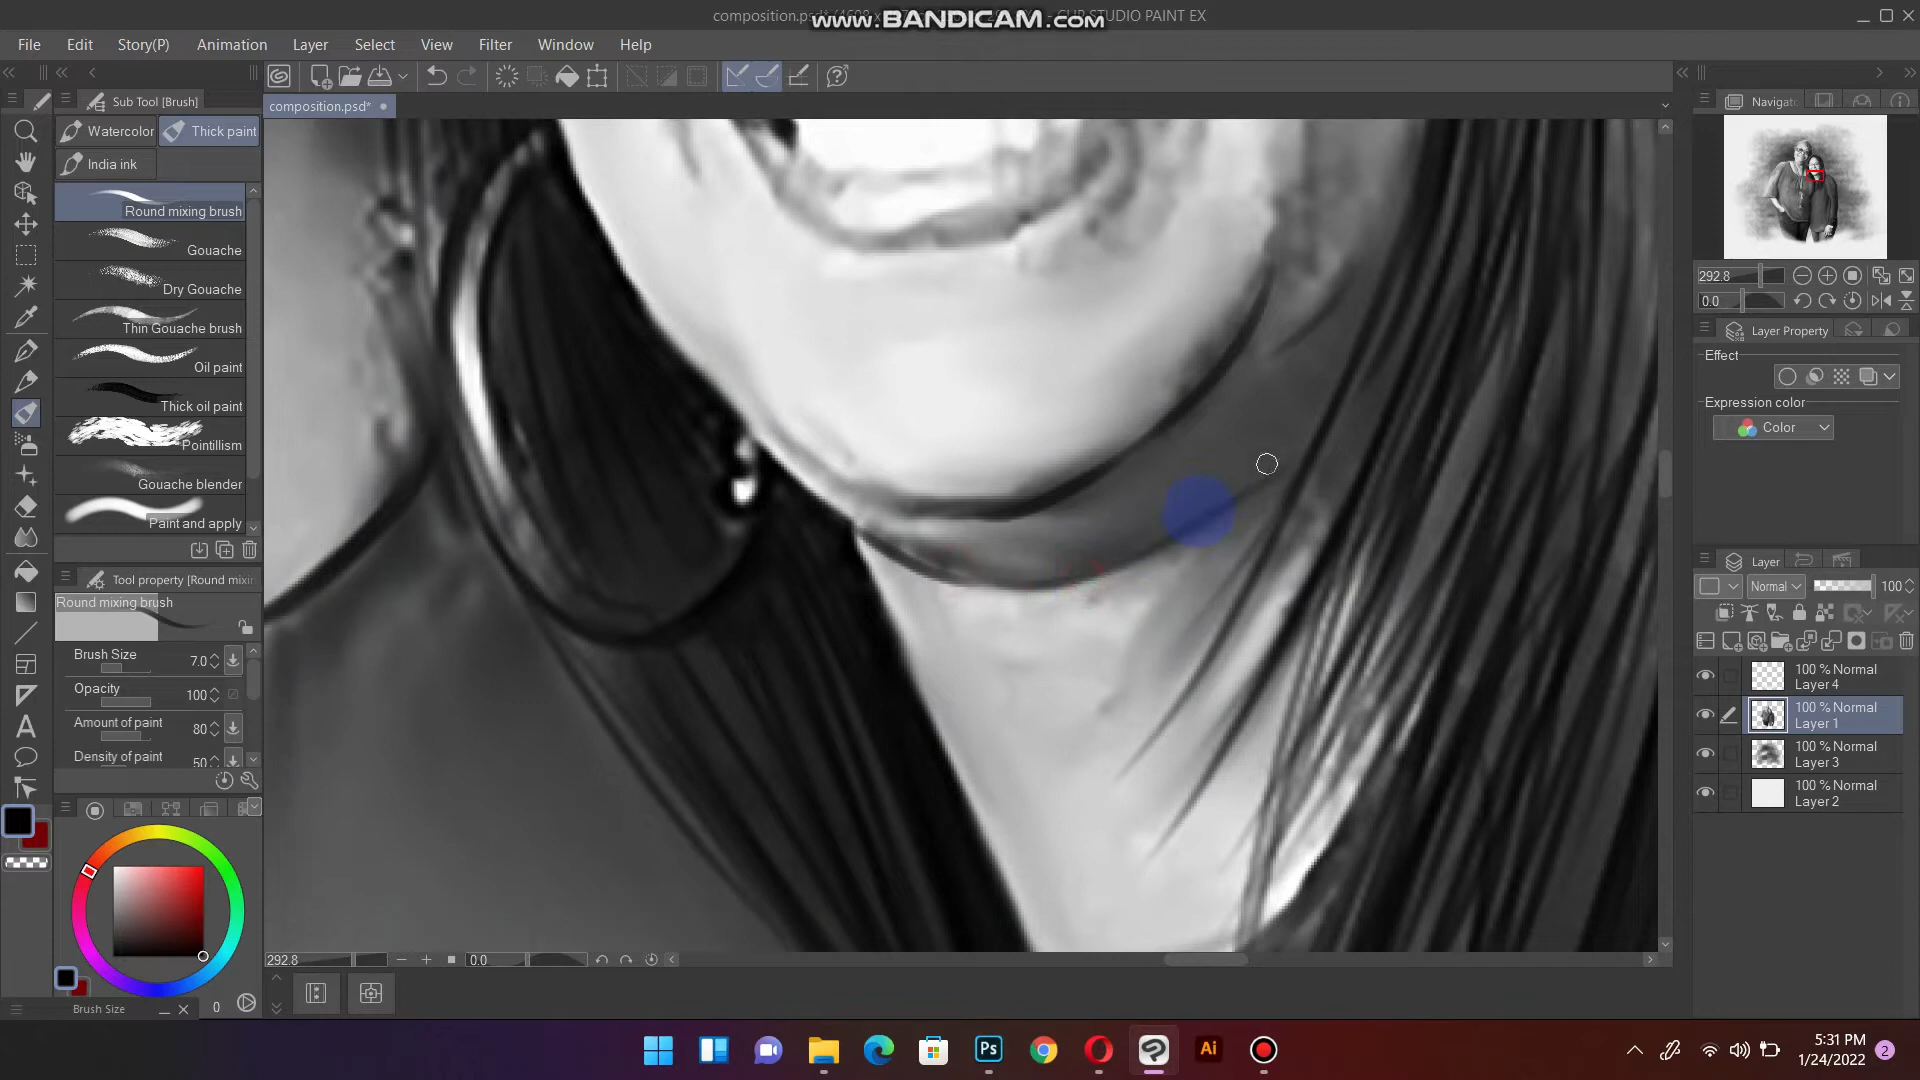 composition.psd
CLIP STUDIO PAINT EX
www.BANDICAM.com
File Edit Story(P) Animation Layer Select View Filter Window Help
Sub Tool [Brush]
composition.psd*
Watercolor Thick paint
India ink
Round mixing brush
Gouache
Dry Gouache
Thin Gouache brush
Oil paint
Thick oil paint
Pointillism
Gouache blender
Paint and apply
Tool property [Round mixi
Round mixing brush
Brush Size 7.0
Opacity 100
Amount of paint 80
Density of paint 50
0
Brush Size
292.8 0.0
Navigat
292.8
0.0
Layer Property
Effect
Expression color
Color
Layer
Normal 100
100 % Normal
Layer 4
100 % Normal
Layer 1
100 % Normal
Layer 3
100 % Normal
Layer 2
Ps
Ai
5:31 PM
1/24/2022
2